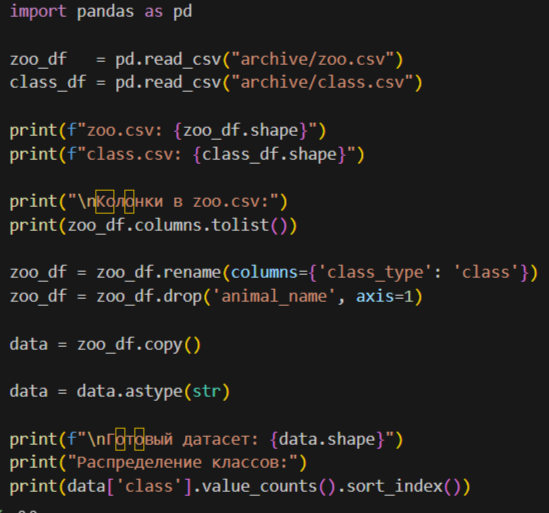 import pandas as pd
zoo_df   = pd.read_csv("archive/zoo.csv")
class_df = pd.read_csv("archive/class.csv")
print(f"zoo.csv: {zoo_df.shape}")
print(f"class.csv: {class_df.shape}")
print("\nКолонки в zoo.csv:")
print(zoo_df.columns.tolist())
zoo_df = zoo_df.rename(columns={'class_type': 'class'})
zoo_df = zoo_df.drop('animal_name', axis=1)
data = zoo_df.copy()
data = data.astype(str)
print(f"\nГотовый датасет: {data.shape}")
print("Распределение классов:")
print(data['class'].value_counts().sort_index())